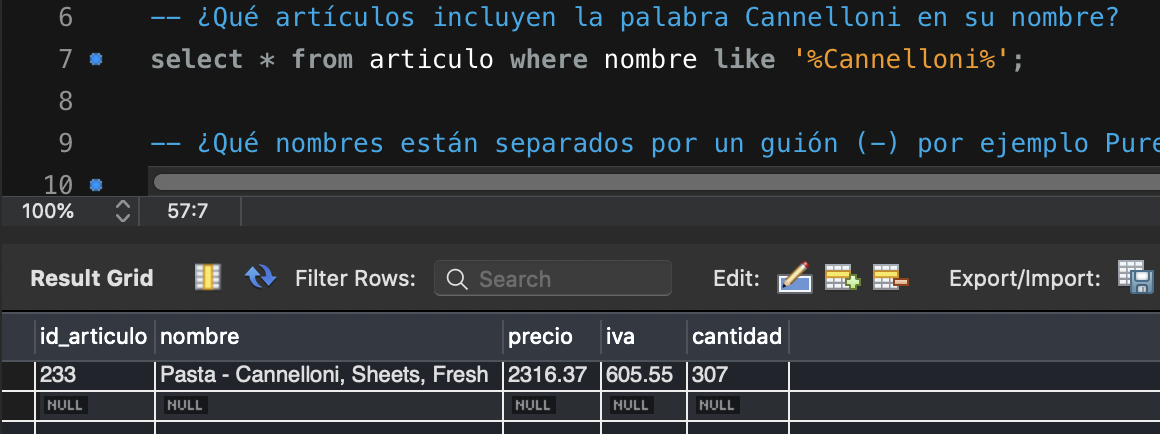 6 -- ¿Qué artículos incluyen la palabra Cannelloni en su nombre?
7 select * from articulo where nombre like '%Cannelloni%';
8
9 -- ¿Qué nombres están separados por un guión (-) por ejemplo Pure
10
100% 57:7
Result Grid Filter Rows: Search Edit: Export/Import:
id_articulo nombre precio iva cantidad
233 Pasta - Cannelloni, Sheets, Fresh 2316.37 605.55 307
NULL NULL NULL NULL NULL